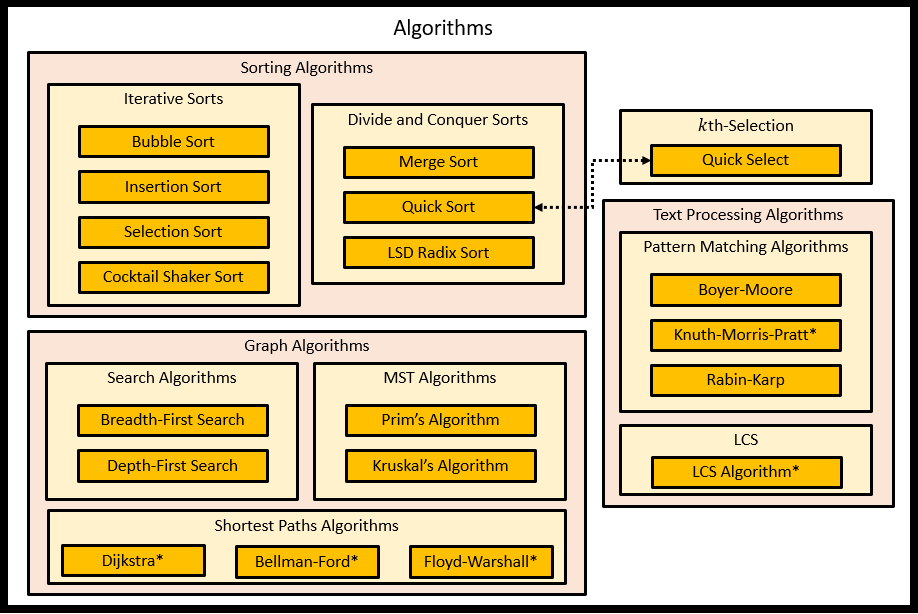 Algorithms
Sorting Algorithms
Iterative Sorts
Bubble Sort
Insertion Sort
Selection Sort
Cocktail Shaker Sort
Divide and Conquer Sorts
Merge Sort
Quick Sort
LSD Radix Sort
kth-Selection
Quick Select
Text Processing Algorithms
Pattern Matching Algorithms
Boyer-Moore
Knuth-Morris-Pratt*
Rabin-Karp
LCS
LCS Algorithm*
Graph Algorithms
Search Algorithms
Breadth-First Search
Depth-First Search
MST Algorithms
Prim’s Algorithm
Kruskal’s Algorithm
Shortest Paths Algorithms
Dijkstra*
Bellman-Ford*
Floyd-Warshall*